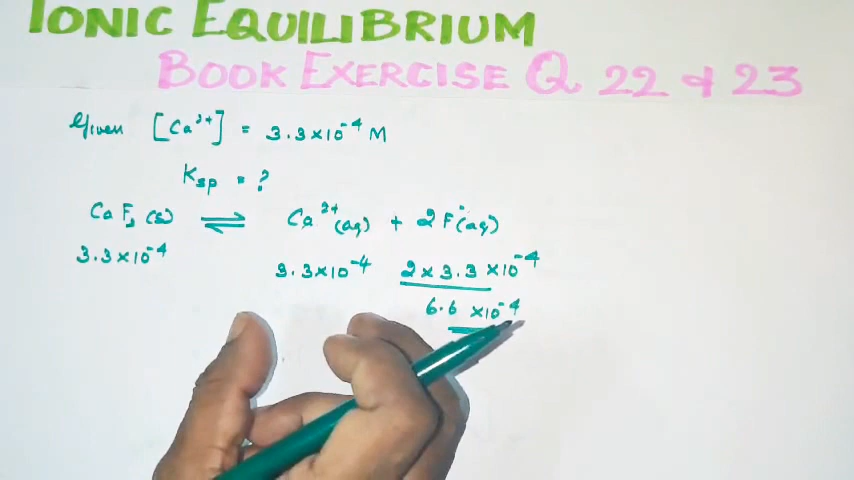 IONIC EQUILIBRIUM
BOOK EXERCISE Q 22 & 23
Given [Ca²⁺] = 3.3×10⁻⁴ M
Ksp = ?
CaF₂(s) ⇌ Ca²⁺(aq) + 2F⁻(aq)
3.3×10⁻⁴ 3.3×10⁻⁴ 2×3.3×10⁻⁴
6.6×10⁻⁴